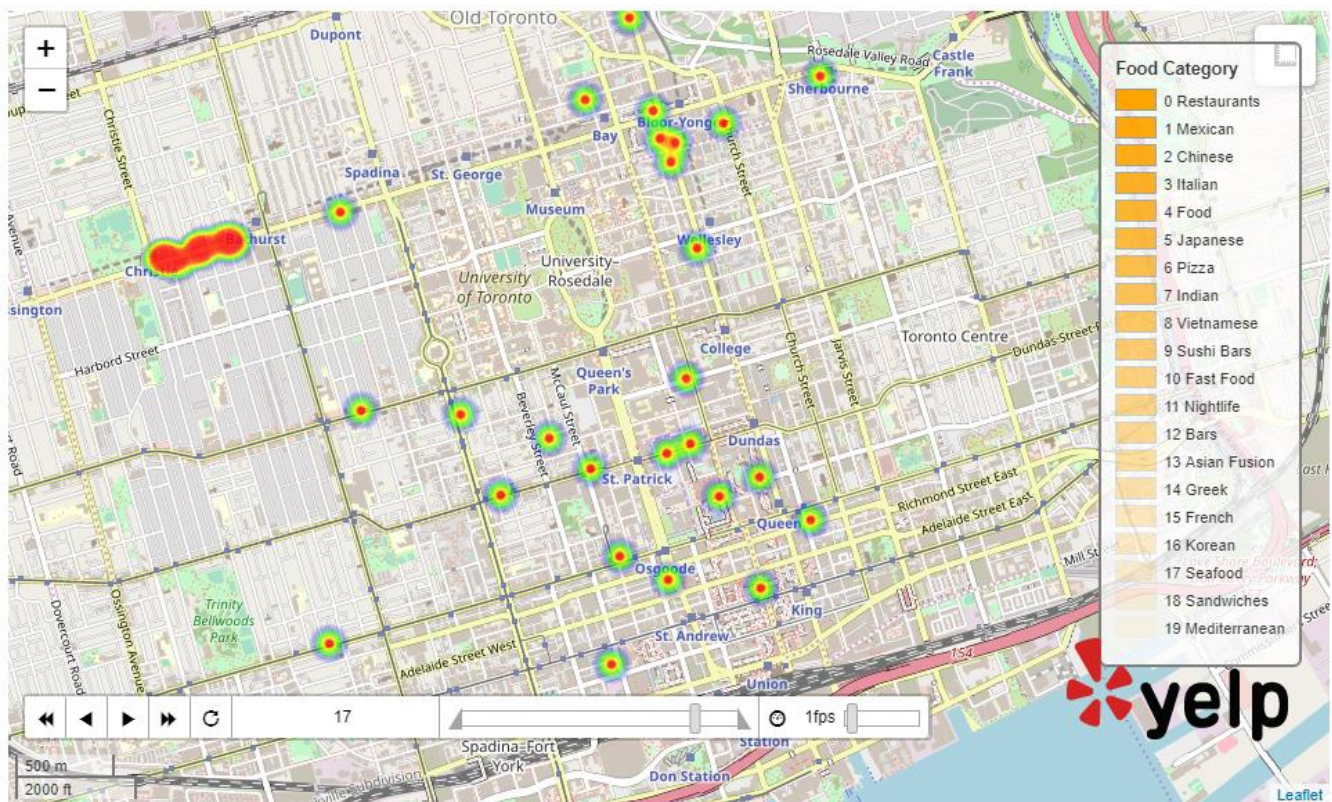 Old Toronto
Dupont
Rosedale Valley Road
Castle
Frank
Sherbourne
Christie Street
Bay
Bloor-Yonge
Church Street
Spadina
St. George
Museum
Bathurst
Wellesley
University-
Rosedale
University
of Toronto
Christie
Harbord Street
Toronto Centre
College
Queen's
Park
McCaul Street
Beverley Street
Church Street
Jarvis Street
Dundas
St. Patrick
Queen
Richmond Street East
Adelaide Street East
Osgoode
King
Trinity
Bellwoods
Park
Ossington Avenue
Dovercourt Road
Adelaide Street West
St. Andrew
Union
Station
154
Spadina-Fort
York
Don Station
+
−
Food Category
0 Restaurants
1 Mexican
2 Chinese
3 Italian
4 Food
5 Japanese
6 Pizza
7 Indian
8 Vietnamese
9 Sushi Bars
10 Fast Food
11 Nightlife
12 Bars
13 Asian Fusion
14 Greek
15 French
16 Korean
17 Seafood
18 Sandwiches
19 Mediterranean
yelp
17
1fps
500 m
2000 ft
Leaflet